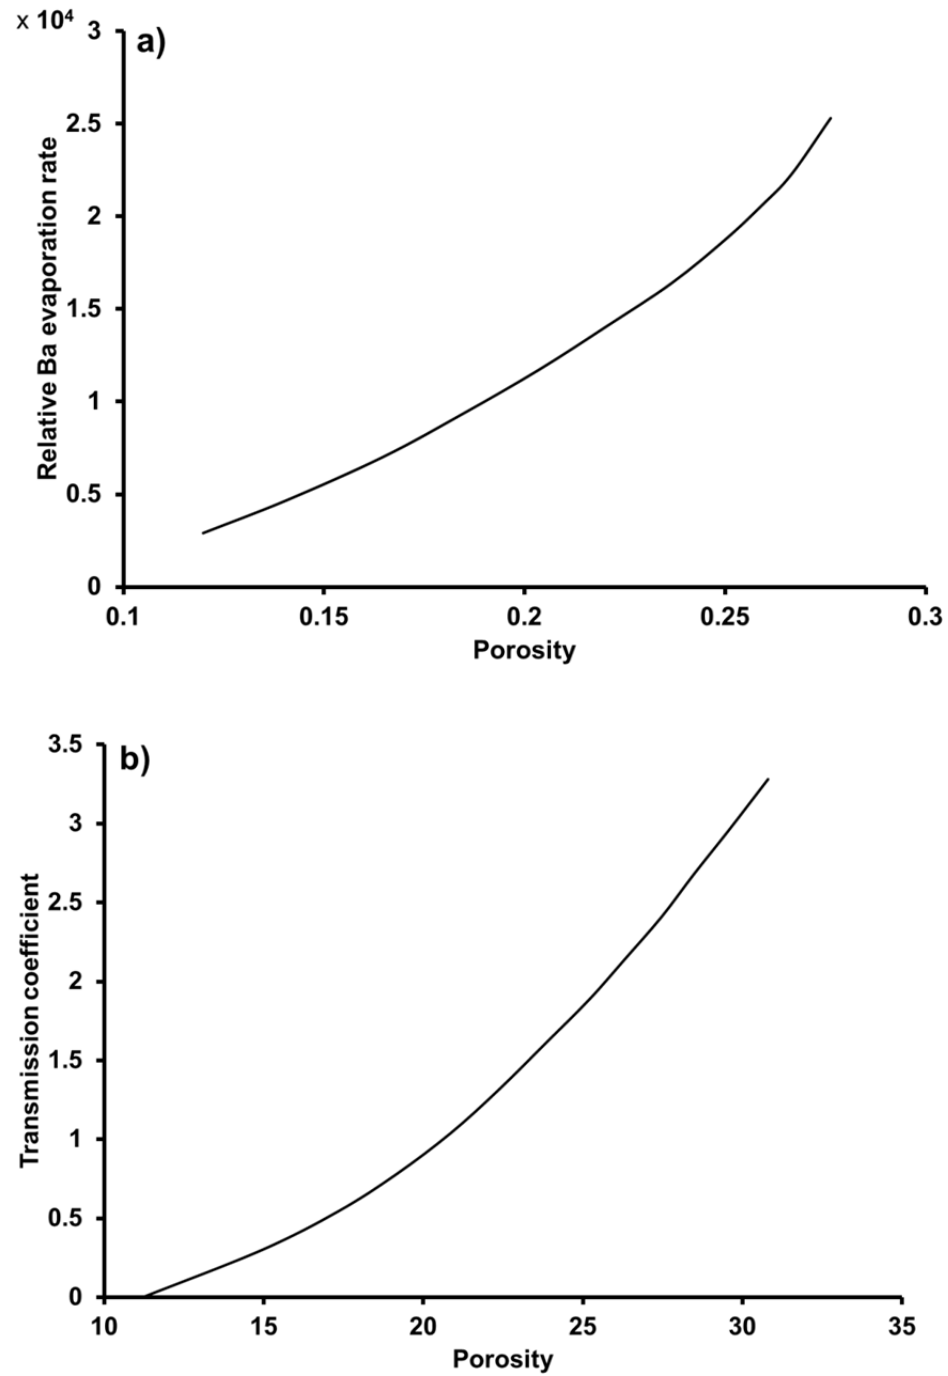 x 10⁴
a)
3
2.5
2
1.5
1
0.5
0
Relative Ba evaporation rate
0.1 0.15 0.2 0.25 0.3
Porosity
b)
3.5
3
2.5
2
1.5
1
0.5
0
Transmission coefficient
10 15 20 25 30 35
Porosity